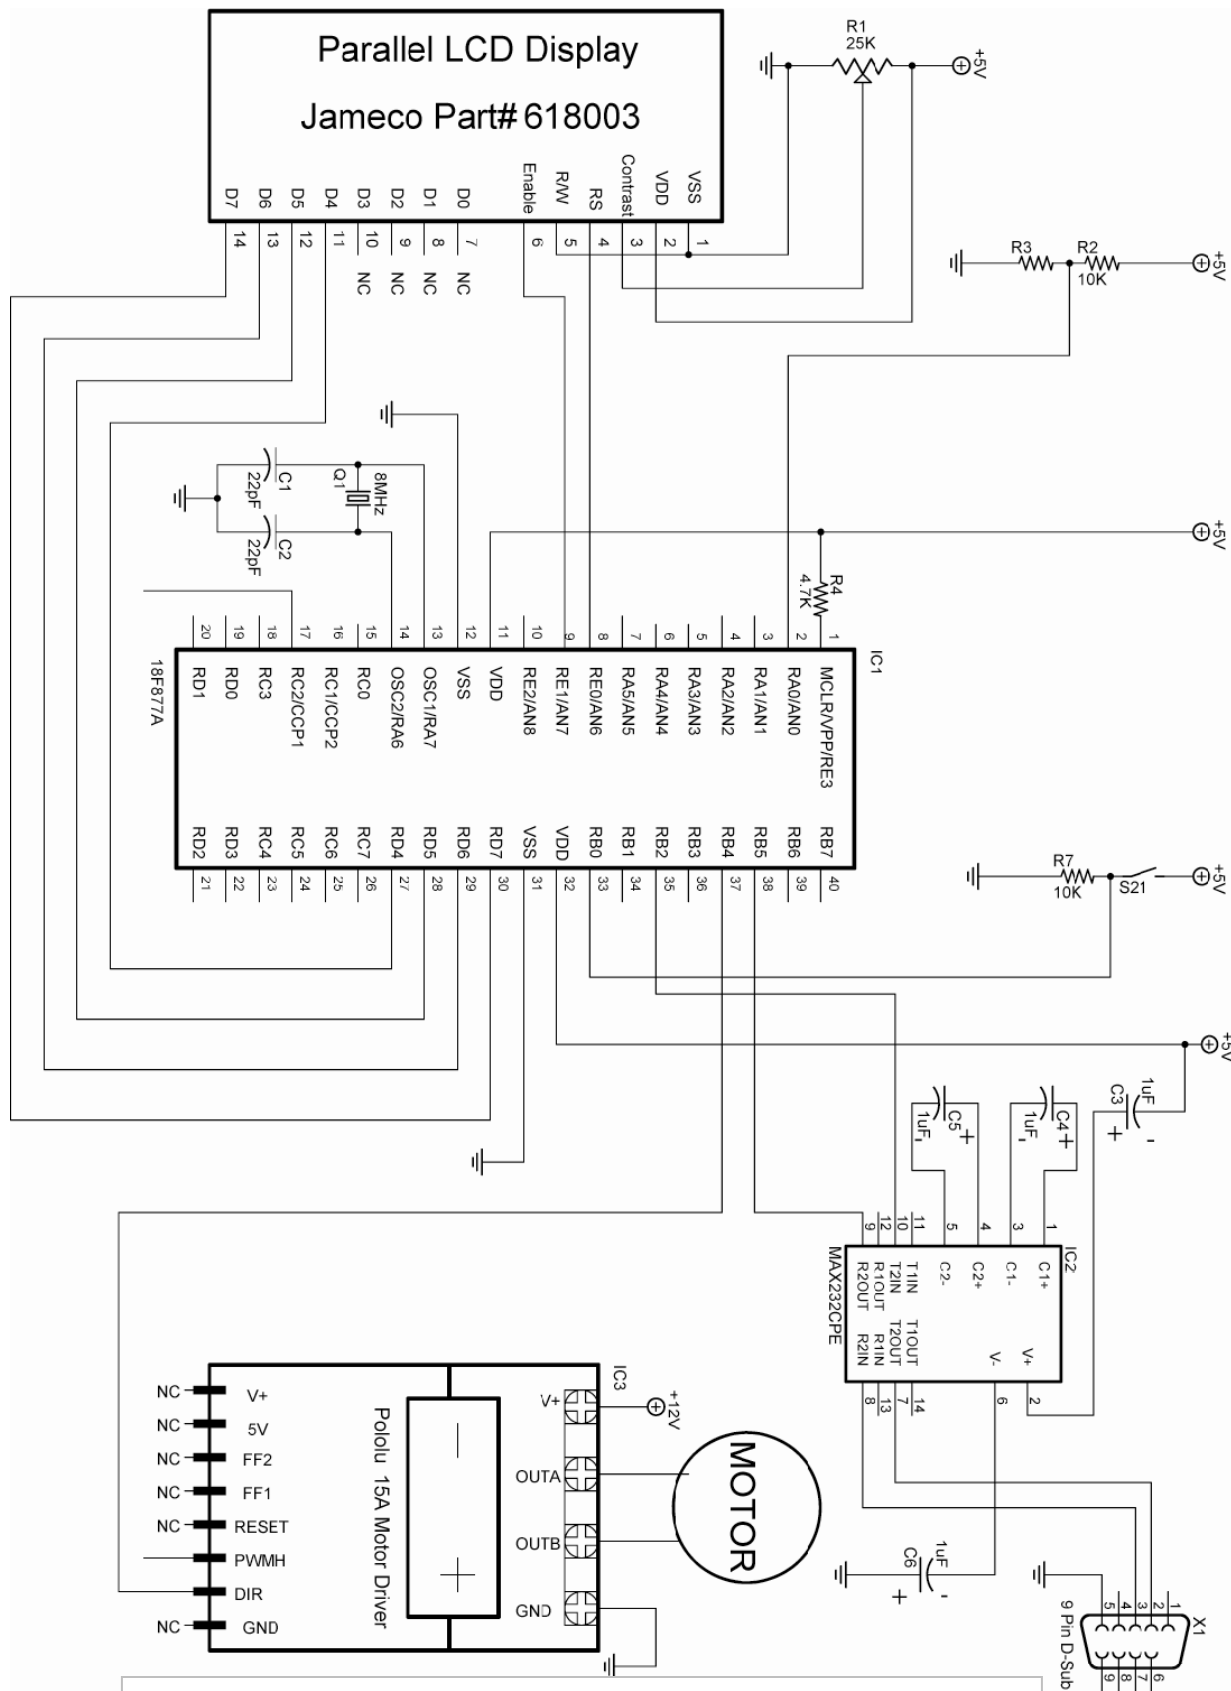 Parallel LCD Display
Jameco Part# 618003
D7
D6
D5
D4
D3
D2
D1
D0
Enable
R/W
RS
Contrast
VDD
VSS
14
13
12
11
10
9
8
7
6
5
4
3
2
1
NC
NC
NC
NC
R1
25K
+5V
R3
R2
10K
+5V
C1
22pF
Q1
8MHz
C2
22pF
+5V
R4
4.7K
IC1
18F877A
20
19
18
17
16
15
14
13
12
11
10
9
8
7
6
5
4
3
2
1
RD1
RD0
RC3
RC2/CCP1
RC1/CCP2
RC0
OSC2/RA6
OSC1/RA7
VSS
VDD
RE2/AN8
RE1/AN7
RE0/AN6
RA5/AN5
RA4/AN4
RA3/AN3
RA2/AN2
RA1/AN1
RA0/AN0
MCLR/VPP/RE3
RD2
RD3
RC4
RC5
RC6
RC7
RD4
RD5
RD6
RD7
VSS
VDD
RB0
RB1
RB2
RB3
RB4
RB5
RB6
RB7
21
22
23
24
25
26
27
28
29
30
31
32
33
34
35
36
37
38
39
40
R7
10K
S21
+5V
+5V
C3
1uF
+
-
C4
1uF
+
-
C5
1uF
+
-
IC2
MAX232CPE
9
12
10
11
5
4
3
1
R2OUT
R1OUT
T2IN
T1IN
C2-
C2+
C1-
C1+
R2IN
R1IN
T2OUT
T1OUT
V-
V+
8
13
7
14
6
2
C6
1uF
+
-
IC3
Pololu 15A Motor Driver
NC
V+
NC
5V
NC
FF2
NC
FF1
NC
RESET
PWMH
DIR
NC
GND
V+
OUTA
OUTB
GND
+12V
MOTOR
X1
9 Pin D-Sub
5
4
3
2
1
9
8
7
6